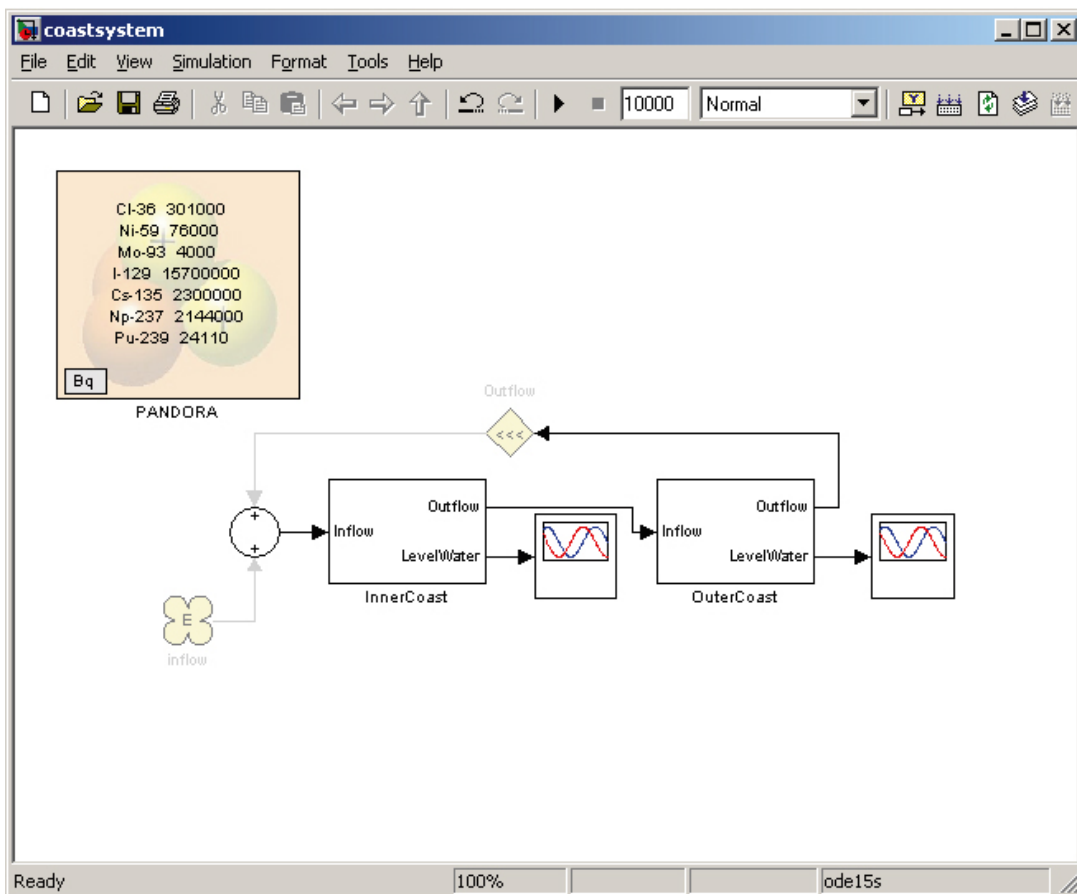 coastsystem
File Edit View Simulation Format Tools Help
10000 Normal
Cl-36 301000
Ni-59 76000
Mo-93 4000
I-129 15700000
Cs-135 2300000
Np-237 2144000
Pu-239 24110
Bq
PANDORA
Outflow
<<<
+
+
Inflow
Outflow
LevelWater
InnerCoast
Inflow
Outflow
LevelWater
OuterCoast
E
inflow
Ready 100% ode15s